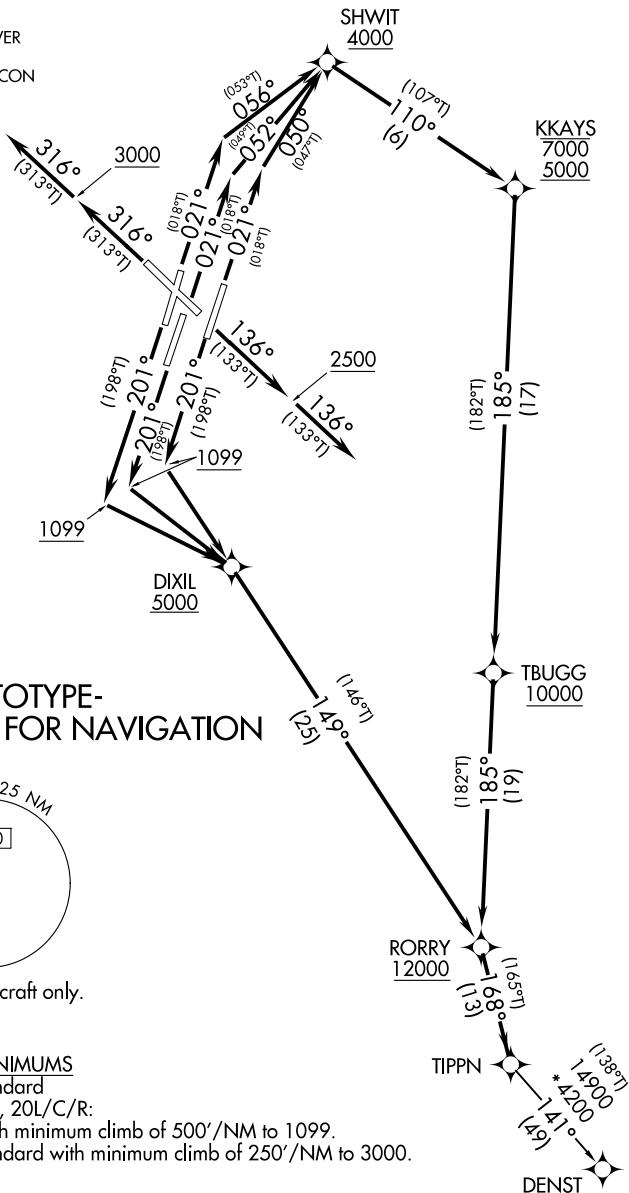 SHWIT
4000
VER
CON
(053°T)
056°
(049°T)
052°
050°
(047°T)
(107°T)
110°
(6)
KKAYS
7000
5000
316°
(313°T)
3000
316°
(313°T)
(018°T)
021°
(018°T)
021°
021°
(018°T)
136°
(133°T)
2500
136°
(133°T)
(198°T)
201°
201°
(198°T)
201°
(198°T)
1099
1099
(182°T)
185°
(17)
DIXIL
5000
TBUGG
10000
TOTYPE-
FOR NAVIGATION
(146°T)
149°
(25)
(182°T)
185°
(19)
25 NM
RORRY
12000
(165°T)
168°
(13)
craft only.
TIPPN
(138°T)
14900
*4200
141°
(49)
DENST
NIMUMS
ndard
, 20L/C/R:
h minimum climb of 500'/NM to 1099.
ndard with minimum climb of 250'/NM to 3000.